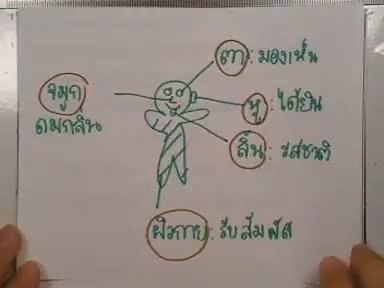 ตา : มองเห็น
จมูก
ดมกลิ่น
หู : ได้ยิน
ลิ้น : รสชาติ
ผิวกาย : รับสัมผัส